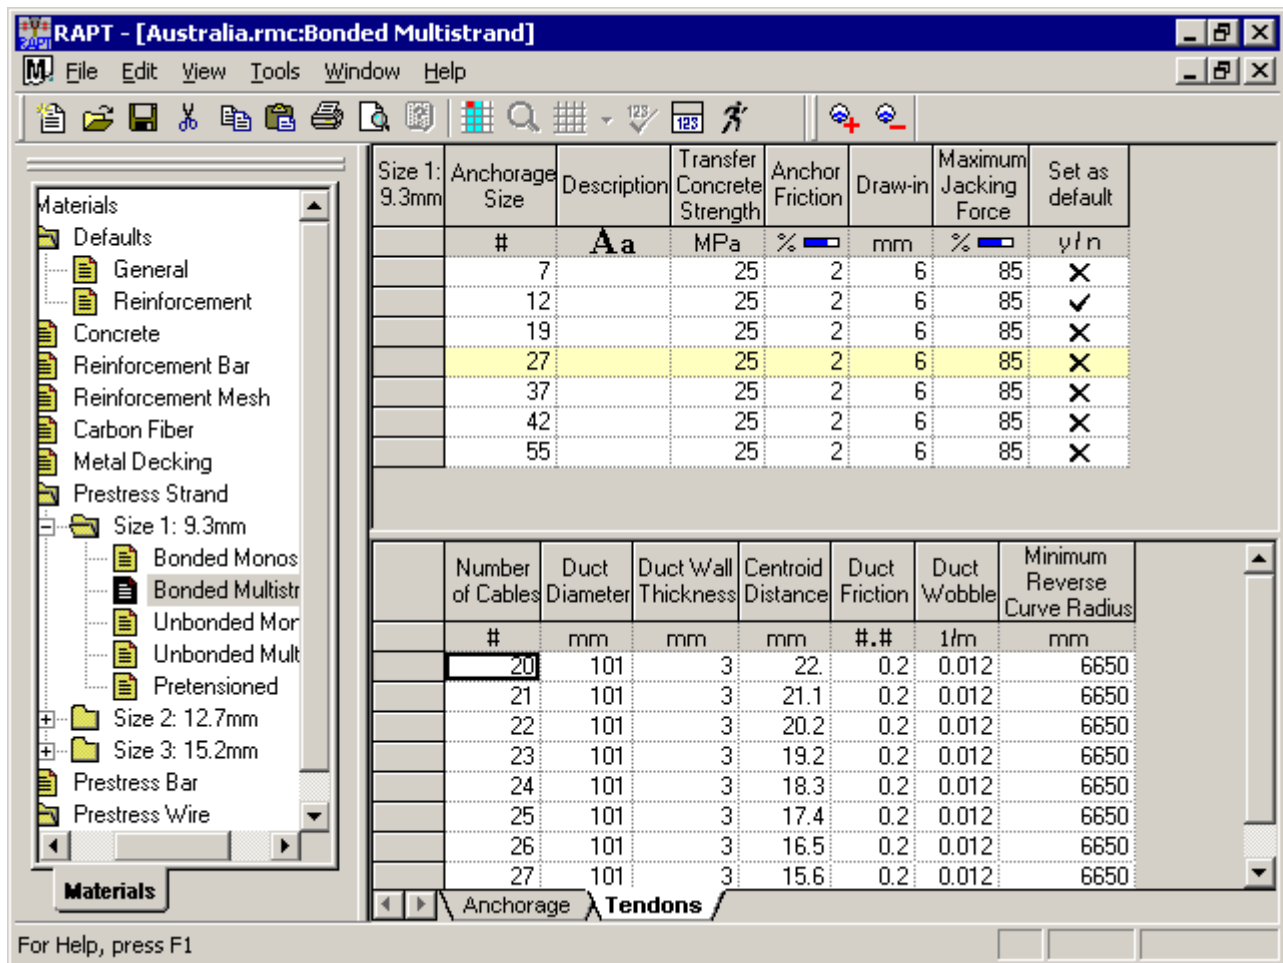 RAPT - [Australia.rmc:Bonded Multistrand]
File Edit View Tools Window Help
Materials
Defaults
General
Reinforcement
Concrete
Reinforcement Bar
Reinforcement Mesh
Carbon Fiber
Metal Decking
Prestress Strand
Size 1: 9.3mm
Bonded Monos
Bonded Multistr
Unbonded Mor
Unbonded Mult
Pretensioned
Size 2: 12.7mm
Size 3: 15.2mm
Prestress Bar
Prestress Wire
Materials
Size 1: 9.3mm Anchorage Size Description Transfer Concrete Strength Anchor Friction Draw-in Maximum Jacking Force Set as default
# Aa MPa % mm % y/n
7 25 2 6 85 ✗
12 25 2 6 85 ✓
19 25 2 6 85 ✗
27 25 2 6 85 ✗
37 25 2 6 85 ✗
42 25 2 6 85 ✗
55 25 2 6 85 ✗
Number of Cables Duct Diameter Duct Wall Thickness Centroid Distance Duct Friction Duct Wobble Minimum Reverse Curve Radius
# mm mm mm #.# 1/m mm
20 101 3 22. 0.2 0.012 6650
21 101 3 21.1 0.2 0.012 6650
22 101 3 20.2 0.2 0.012 6650
23 101 3 19.2 0.2 0.012 6650
24 101 3 18.3 0.2 0.012 6650
25 101 3 17.4 0.2 0.012 6650
26 101 3 16.5 0.2 0.012 6650
27 101 3 15.6 0.2 0.012 6650
Anchorage Tendons
For Help, press F1